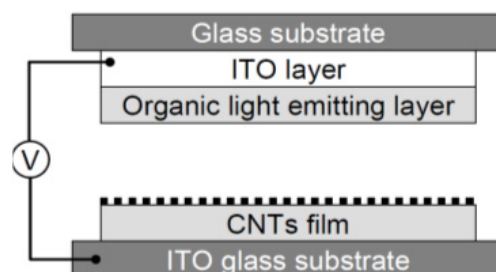 Glass substrate
ITO layer
Organic light emitting layer
V
CNTs film
ITO glass substrate